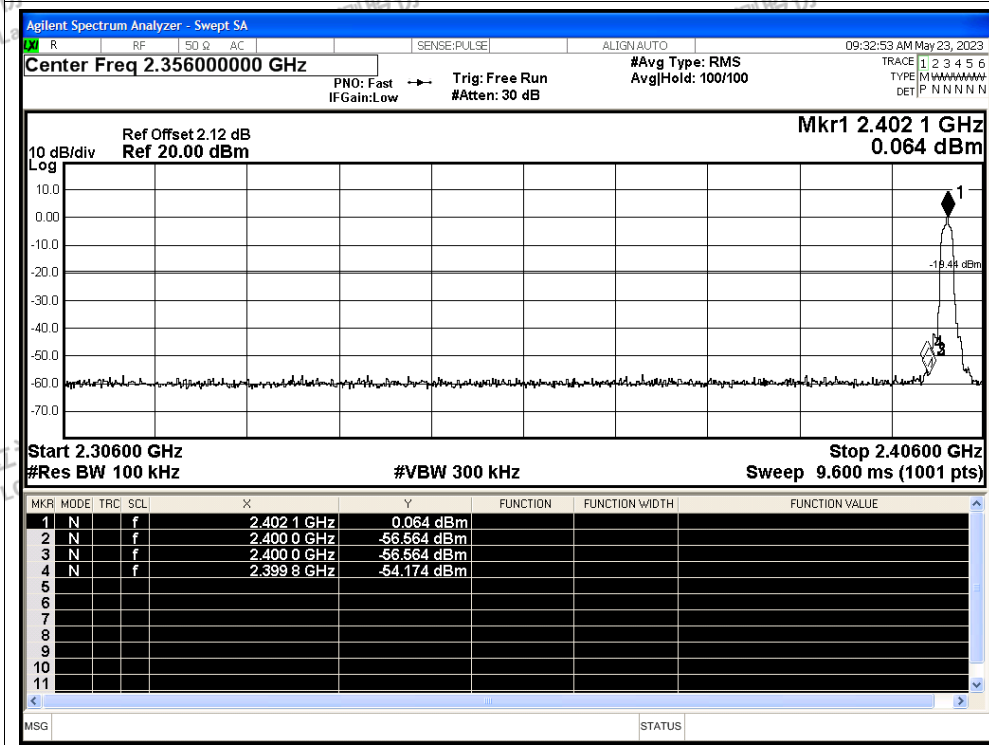 Agilent Spectrum Analyzer - Swept SA
LXI R RF 50 Ω AC SENSE:PULSE ALIGN AUTO 09:32:53 AM May 23, 2023
Center Freq 2.356000000 GHz
PNO: Fast Trig: Free Run #Avg Type: RMS TRACE 1 2 3 4 5 6
IFGain:Low #Atten: 30 dB Avg|Hold: 100/100 TYPE M
DET P N N N N N
Mkr1 2.402 1 GHz
0.064 dBm
Ref Offset 2.12 dB
10 dB/div Ref 20.00 dBm
Log
10.0
0.00
-10.0
-20.0
-30.0
-40.0
-50.0
-60.0
-70.0
1
-19.44 dBm
Start 2.30600 GHz Stop 2.40600 GHz
#Res BW 100 kHz #VBW 300 kHz Sweep 9.600 ms (1001 pts)
MKR MODE TRC SCL X Y FUNCTION FUNCTION WIDTH FUNCTION VALUE
1 N f 2.402 1 GHz 0.064 dBm
2 N f 2.400 0 GHz -56.564 dBm
3 N f 2.400 0 GHz -56.564 dBm
4 N f 2.399 8 GHz -54.174 dBm
5
6
7
8
9
10
11
MSG STATUS